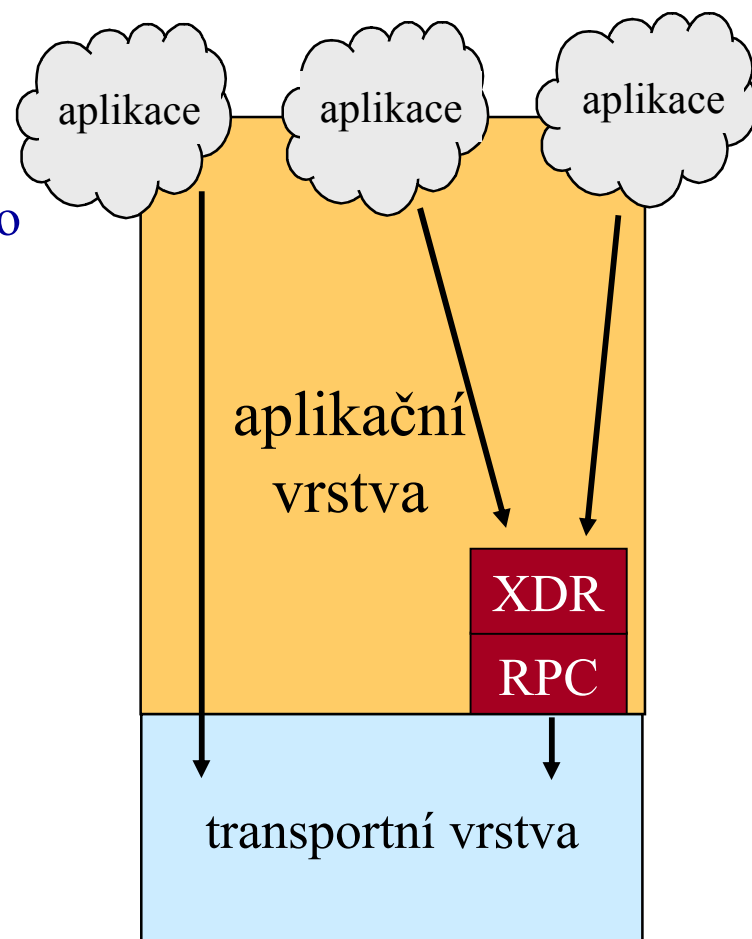 aplikace
aplikace
aplikace
o
aplikační
vrstva
XDR
RPC
transportní vrstva